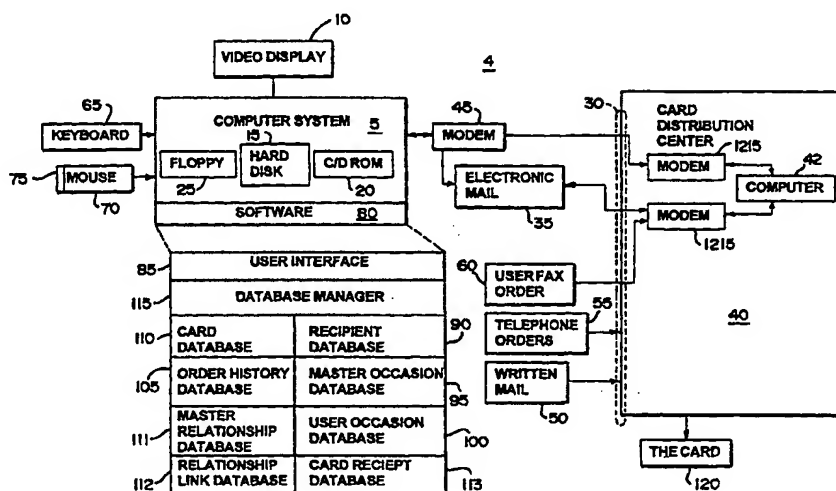 10
VIDEO DISPLAY
4
65
KEYBOARD
COMPUTER SYSTEM 5
15
FLOPPY
HARD DISK
C/D ROM
25
20
75
MOUSE
70
SOFTWARE 80
45
MODEM
ELECTRONIC MAIL
35
30
CARD DISTRIBUTION CENTER
1215
MODEM
42
COMPUTER
MODEM
1215
85
USER INTERFACE
115
DATABASE MANAGER
110
CARD DATABASE
RECIPIENT DATABASE
90
105
ORDER HISTORY DATABASE
MASTER OCCASION DATABASE
95
111
MASTER RELATIONSHIP DATABASE
USER OCCASION DATABASE
100
112
RELATIONSHIP LINK DATABASE
CARD RECIEPT DATABASE
113
60
USER FAX ORDER
55
TELEPHONE ORDERS
WRITTEN MAIL
50
40
THE CARD
120